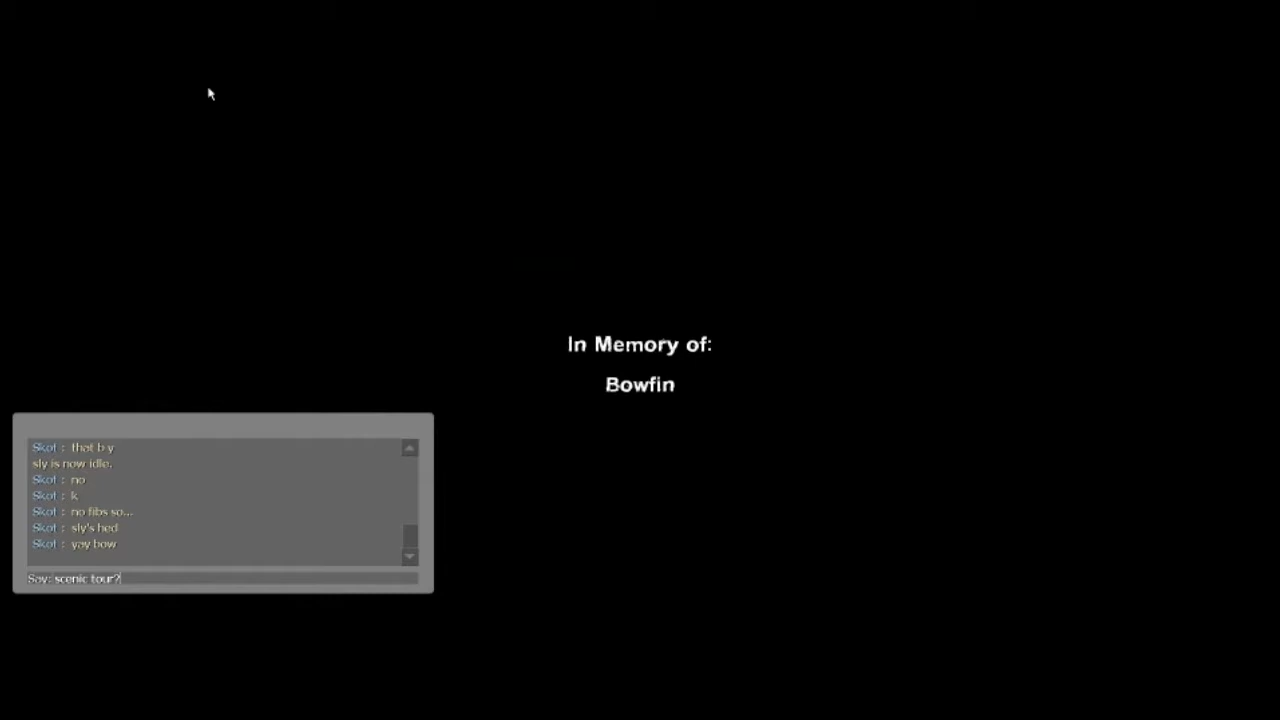 In Memory of:
Bowfin
Skot : that b y
sly is now idle.
Skot : no
Skot : k
Skot : no fibs so...
Skot : sly's hed
Skot : yay bow
Say: scenic tour?